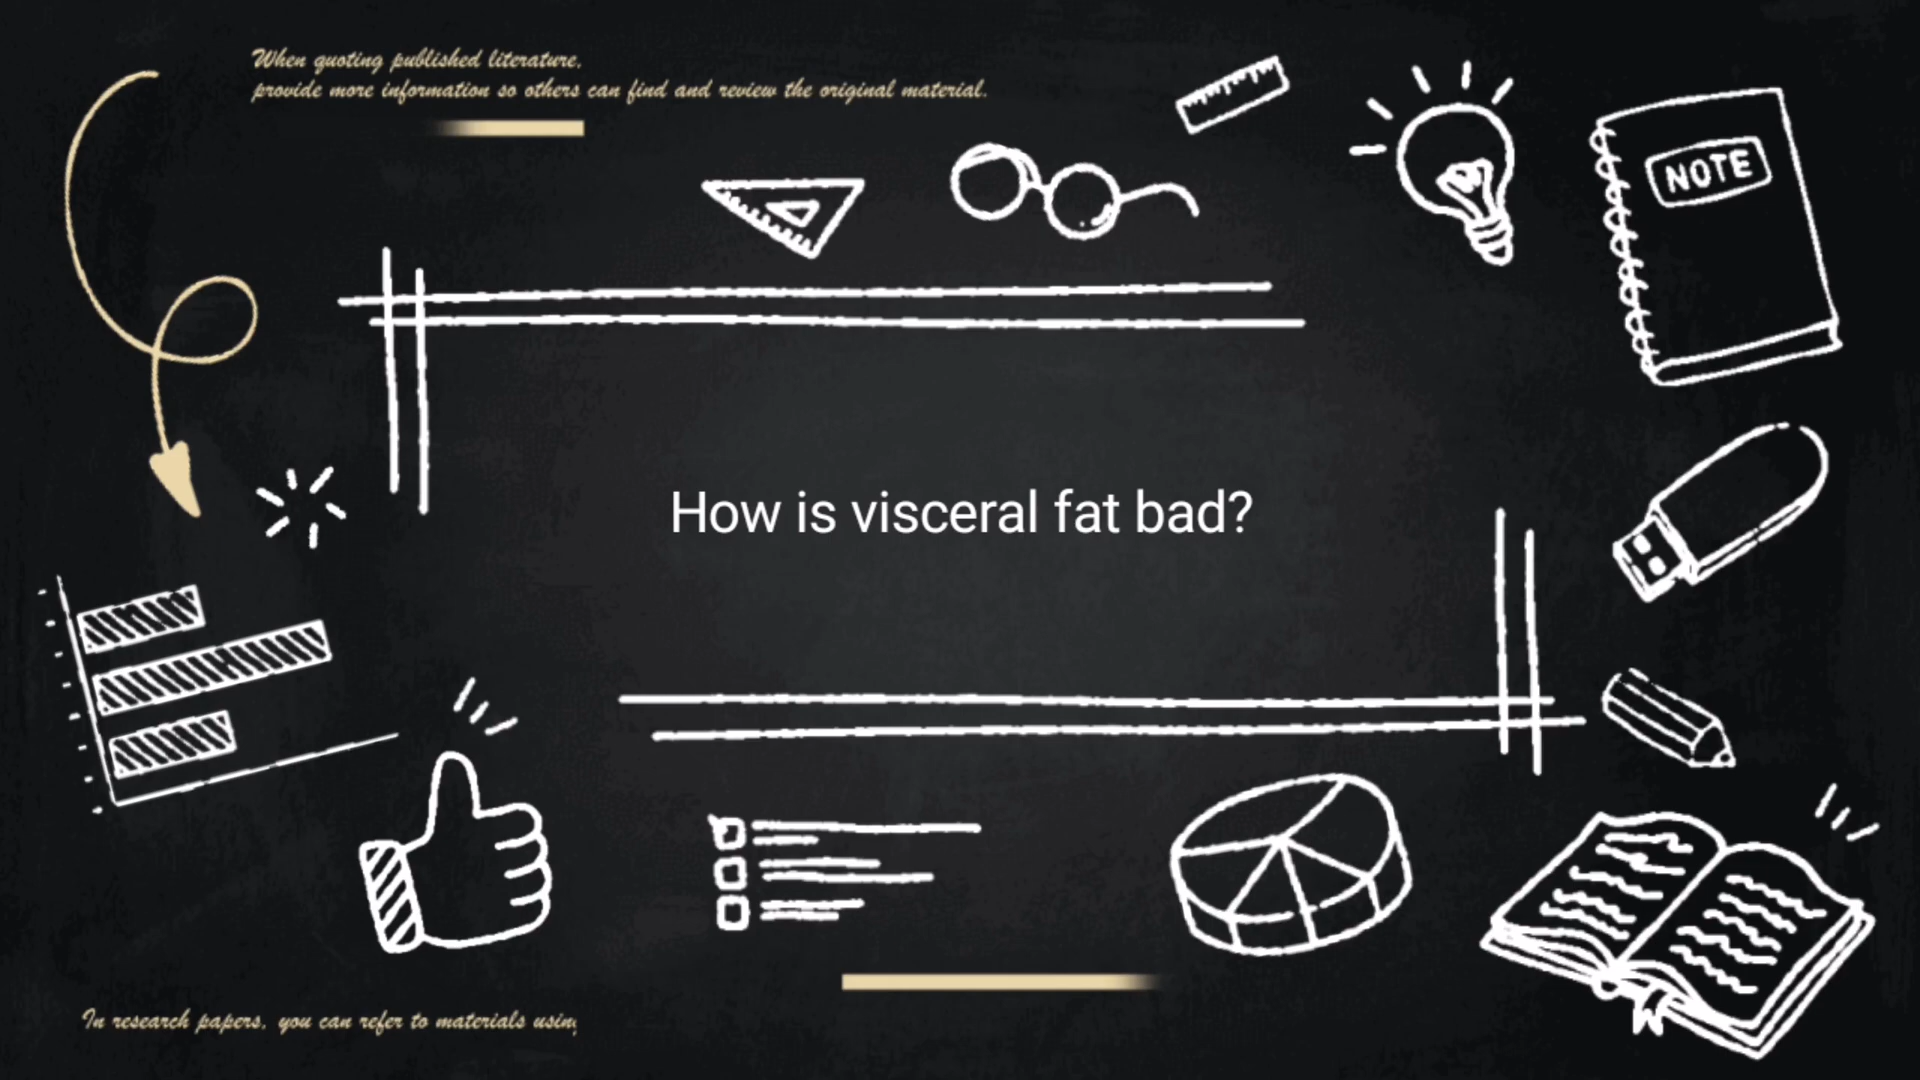 When quoting published literature,
provide more information so others can find and review the original material.
NOTE
How is visceral fat bad?
In research papers, you can refer to materials using